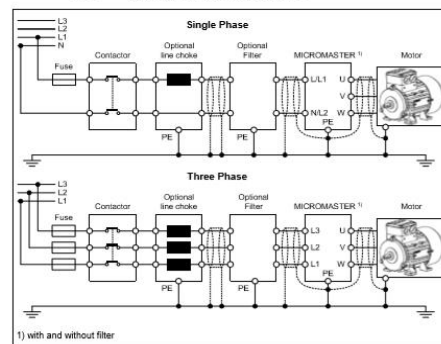 Single Phase
L3
L2
L1
N
Fuse
Contactor
Optional
line choke
Optional
Filter
MICROMASTER 1)
Motor
L/L1
N/L2
U
V
W
PE
PE
PE
Three Phase
L3
L2
L1
Fuse
Contactor
Optional
line choke
Optional
Filter
MICROMASTER 1)
Motor
L3
L2
L1
U
V
W
PE
PE
PE
1) with and without filter